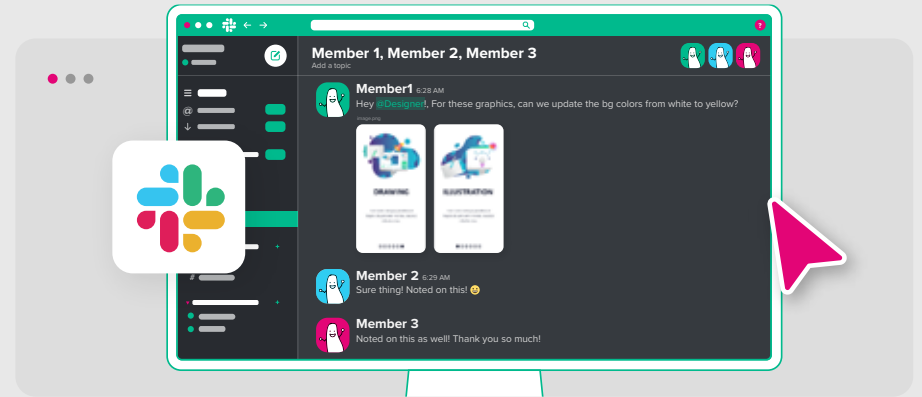 ?
Member 1, Member 2, Member 3
Add a topic
Member1 6:28 AM
Hey @Designer!, For these graphics, can we update the bg colors from white to yellow?
Image.png
DRAWING
ILLUSTRATION
Member 2 6:29 AM
Sure thing! Noted on this! 😉
Member 3
Noted on this as well! Thank you so much!
@
#